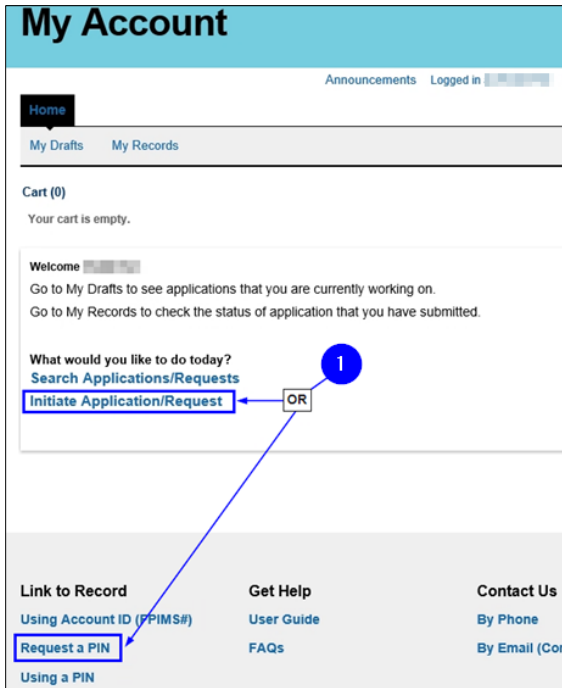 My Account
Announcements Logged in
Home
My Drafts My Records
Cart (0)
Your cart is empty.
Welcome
Go to My Drafts to see applications that you are currently working on.
Go to My Records to check the status of application that you have submitted.
What would you like to do today?
1
Search Applications/Requests
Initiate Application/Request OR
Link to Record Get Help Contact Us
Using Account ID (FPIMS#) User Guide By Phone
Request a PIN FAQs By Email
Using a PIN